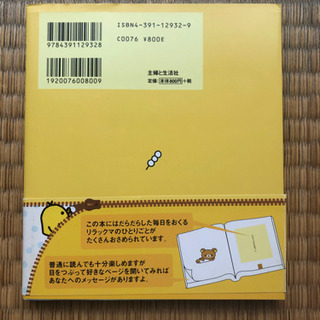 ISBN4-391-12932-9
C0076 ¥800E
9784391129328
1920076008009
主婦と生活社
定価:本体800円+税
この本にはだらだらした毎日をおくる
リラックマのひとりごとが
たくさんおさめられています。
普通に読んでも十分楽しめますが
目をつぶって好きなページを開いてみれば
あなたへのメッセージがありますよ。